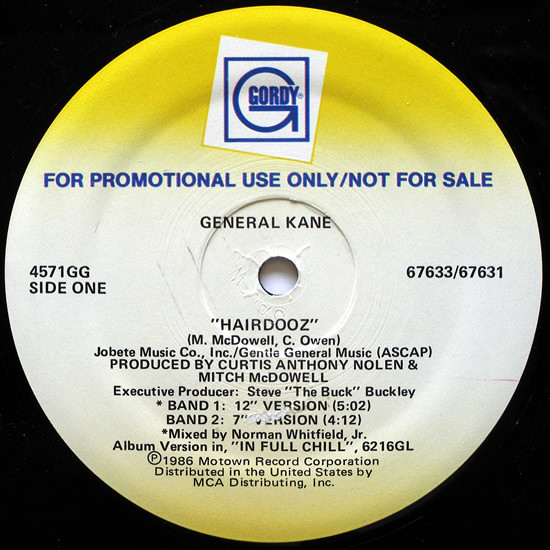 GORDY®
FOR PROMOTIONAL USE ONLY/NOT FOR SALE
GENERAL KANE
4571GG
SIDE ONE
67633/67631
"HAIRDOOZ"
(M. McDOWELL, C. OWEN)
Jobete Music Co., Inc./Gentle General Music (ASCAP)
PRODUCED BY CURTIS ANTHONY NOLEN &
MITCH McDOWELL
Executive Producer: Steve "The Buck" Buckley
* BAND 1: 12" VERSION (5:02)
BAND 2: 7" VERSION (4:12)
*Mixed by Norman Whitfield, Jr.
Album Version in, "IN FULL CHILL", 6216GL
Ⓟ1986 Motown Record Corporation
Distributed in the United States by
MCA Distributing, Inc.